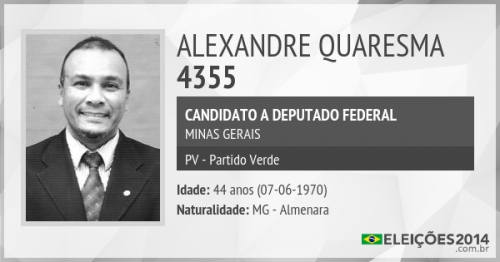 ALEXANDRE QUARESMA
4355
CANDIDATO A DEPUTADO FEDERAL
MINAS GERAIS
PV - Partido Verde
Idade: 44 anos (07-06-1970)
Naturalidade: MG - Almenara
ELEIÇÕES2014
.com.br